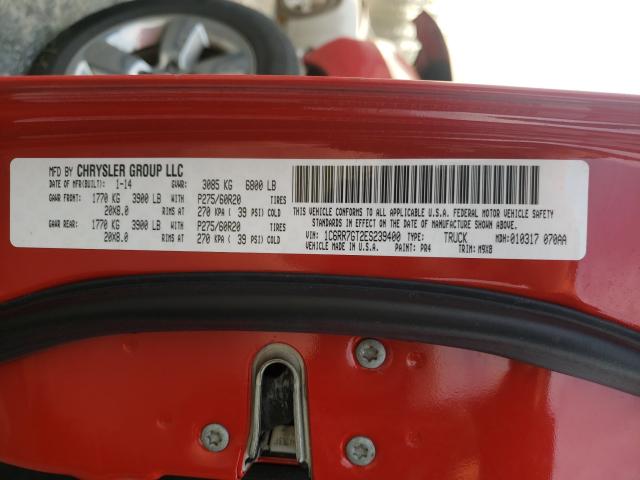 MFD BY CHRYSLER GROUP LLC
DATE OF MFR(BUILT): 1-14 GVWR: 3085 KG 6800 LB
GAWR FRONT: 1770 KG 3900 LB WITH P275/60R20 TIRES
20X8.0 RIMS AT 270 KPA ( 39 PSI) COLD
GAWR REAR: 1770 KG 3900 LB WITH P275/60R20 TIRES
20X8.0 RIMS AT 270 KPA ( 39 PSI) COLD
THIS VEHICLE CONFORMS TO ALL APPLICABLE U.S.A. FEDERAL MOTOR VEHICLE SAFETY
STANDARDS IN EFFECT ON THE DATE OF MANUFACTURE SHOWN ABOVE.
VIN: 1C6RR7GT2ES239400 TYPE: TRUCK MDH: 010317 070AA
VEHICLE MADE IN U.S.A. PAINT: PR4 TRIM: M9X8